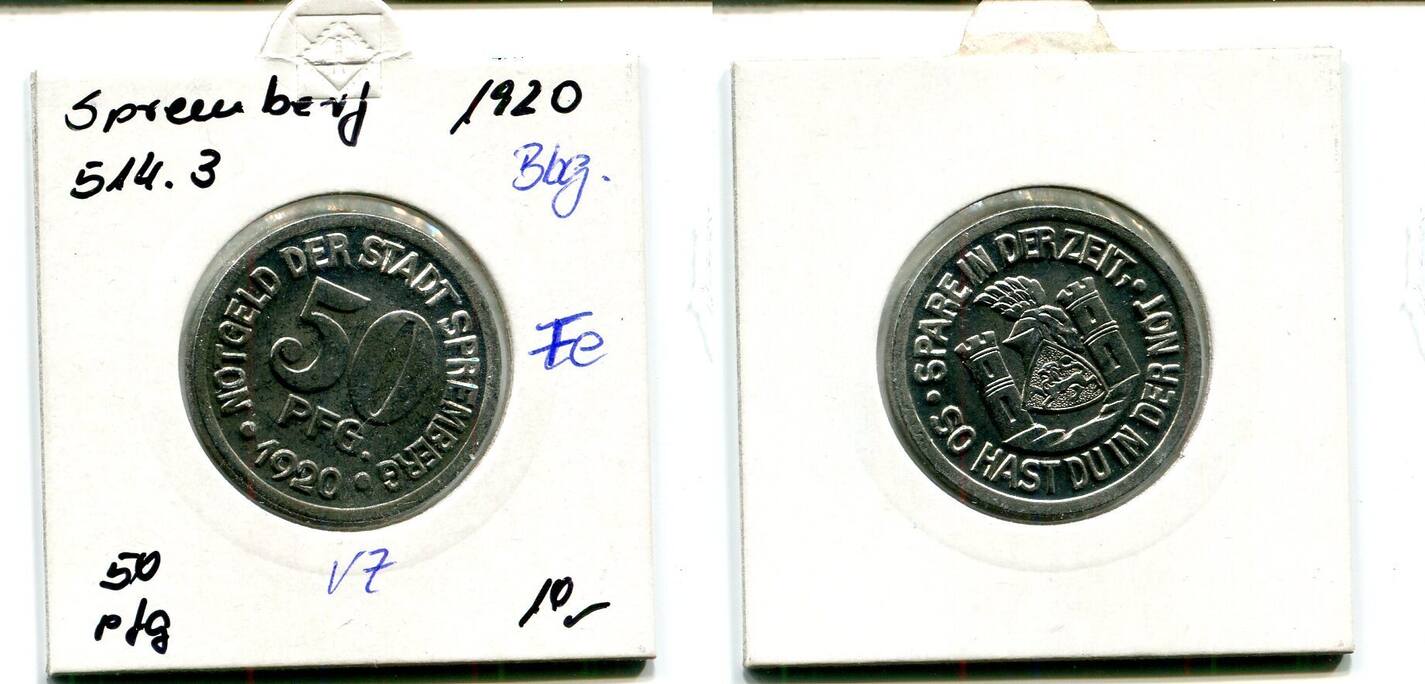 Spremberg 1920
514.3 Bbg.
NOTGELD DER STADT SPREMBERG
50
PFG.
• 1920 •
Fe
50
pfg
VZ
10,-
• SPARE IN DER ZEIT, •
SO HAST DU IN DER NOT